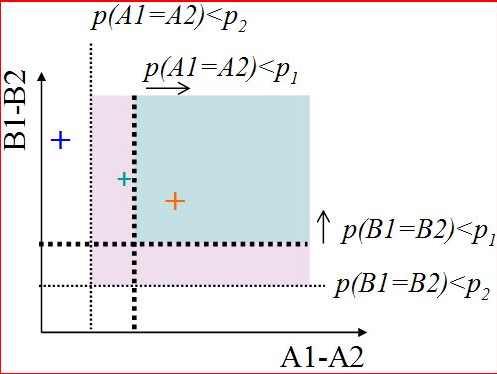 p(A1=A2)<p2
p(A1=A2)<p1
B1-B2
p(B1=B2)<p1
p(B1=B2)<p2
A1-A2